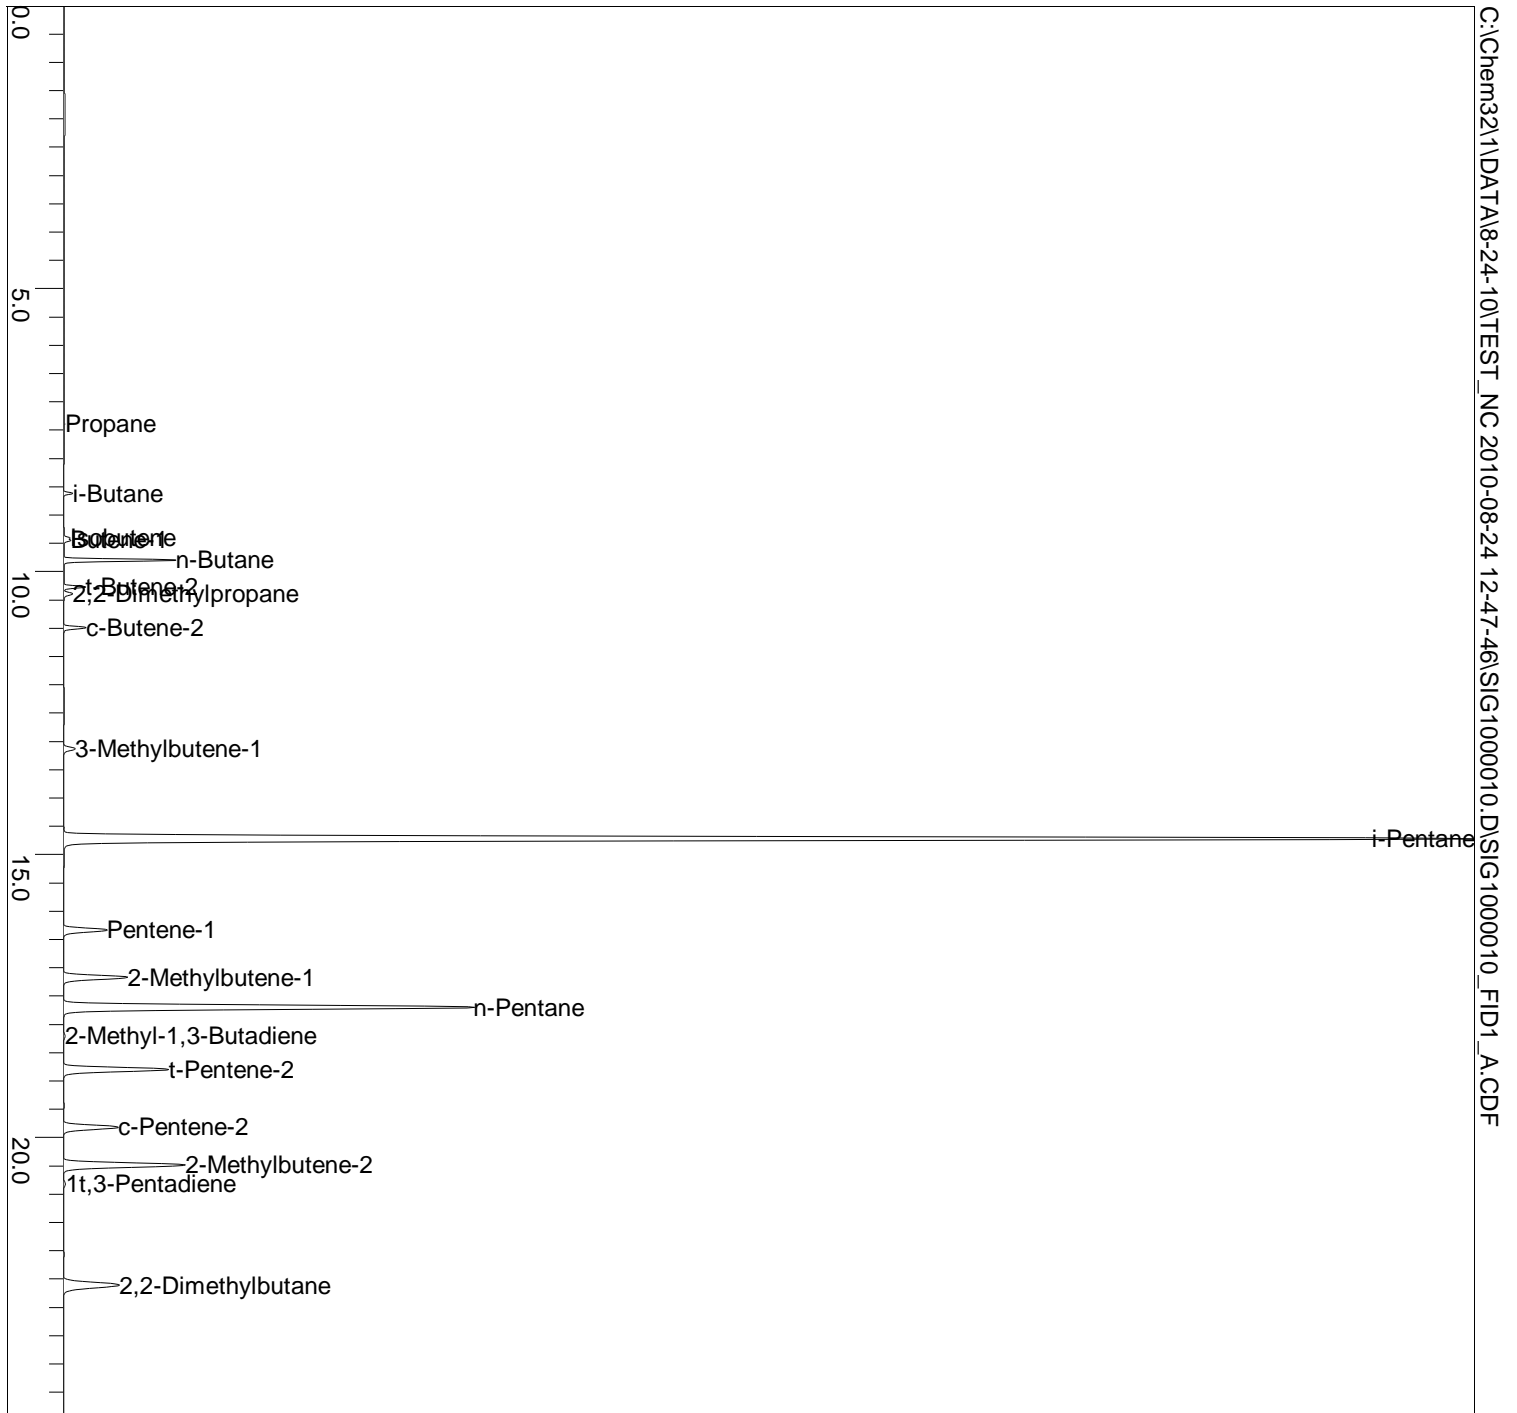 C:\Chem32\1\DATA\8-24-10\TEST_NC 2010-08-24 12-47-46\SIG1000010.D\SIG1000010_FID1_A.CDF
0.0
5.0
Propane
i-Butane
Isobutene
Butene-1
n-Butane
10.0
t-Butene-2
2,2-Dimethylpropane
c-Butene-2
3-Methylbutene-1
i-Pentane
15.0
Pentene-1
2-Methylbutene-1
n-Pentane
2-Methyl-1,3-Butadiene
t-Pentene-2
c-Pentene-2
20.0
2-Methylbutene-2
1t,3-Pentadiene
2,2-Dimethylbutane